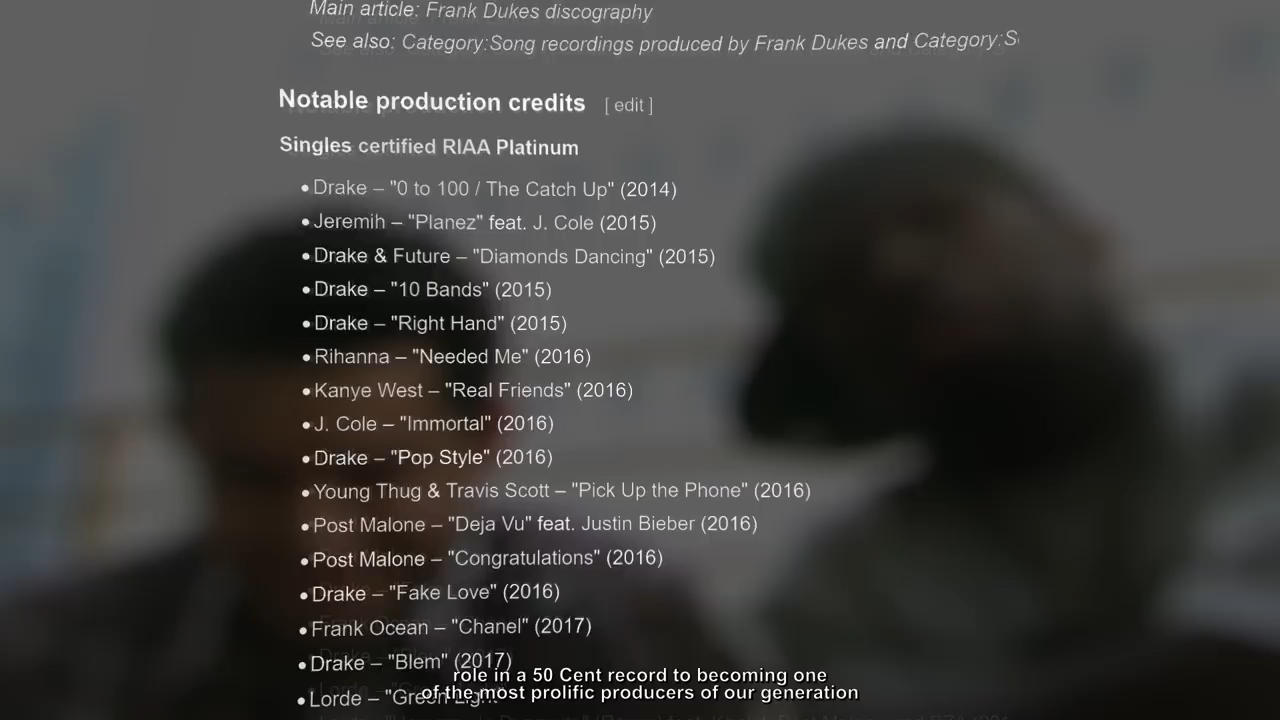 Main article: Frank Dukes discography
See also: Category:Song recordings produced by Frank Dukes and Category:S
Notable production credits [ edit ]
Singles certified RIAA Platinum
• Drake – "0 to 100 / The Catch Up" (2014)
• Jeremih – "Planez" feat. J. Cole (2015)
• Drake & Future – "Diamonds Dancing" (2015)
• Drake – "10 Bands" (2015)
• Drake – "Right Hand" (2015)
• Rihanna – "Needed Me" (2016)
• Kanye West – "Real Friends" (2016)
• J. Cole – "Immortal" (2016)
• Drake – "Pop Style" (2016)
• Young Thug & Travis Scott – "Pick Up the Phone" (2016)
• Post Malone – "Deja Vu" feat. Justin Bieber (2016)
• Post Malone – "Congratulations" (2016)
• Drake – "Fake Love" (2016)
• Frank Ocean – "Chanel" (2017)
• Drake – "Blem" (2017)
• Lorde – "Green
role in a 50 Cent record to becoming one
of the most prolific producers of our generation